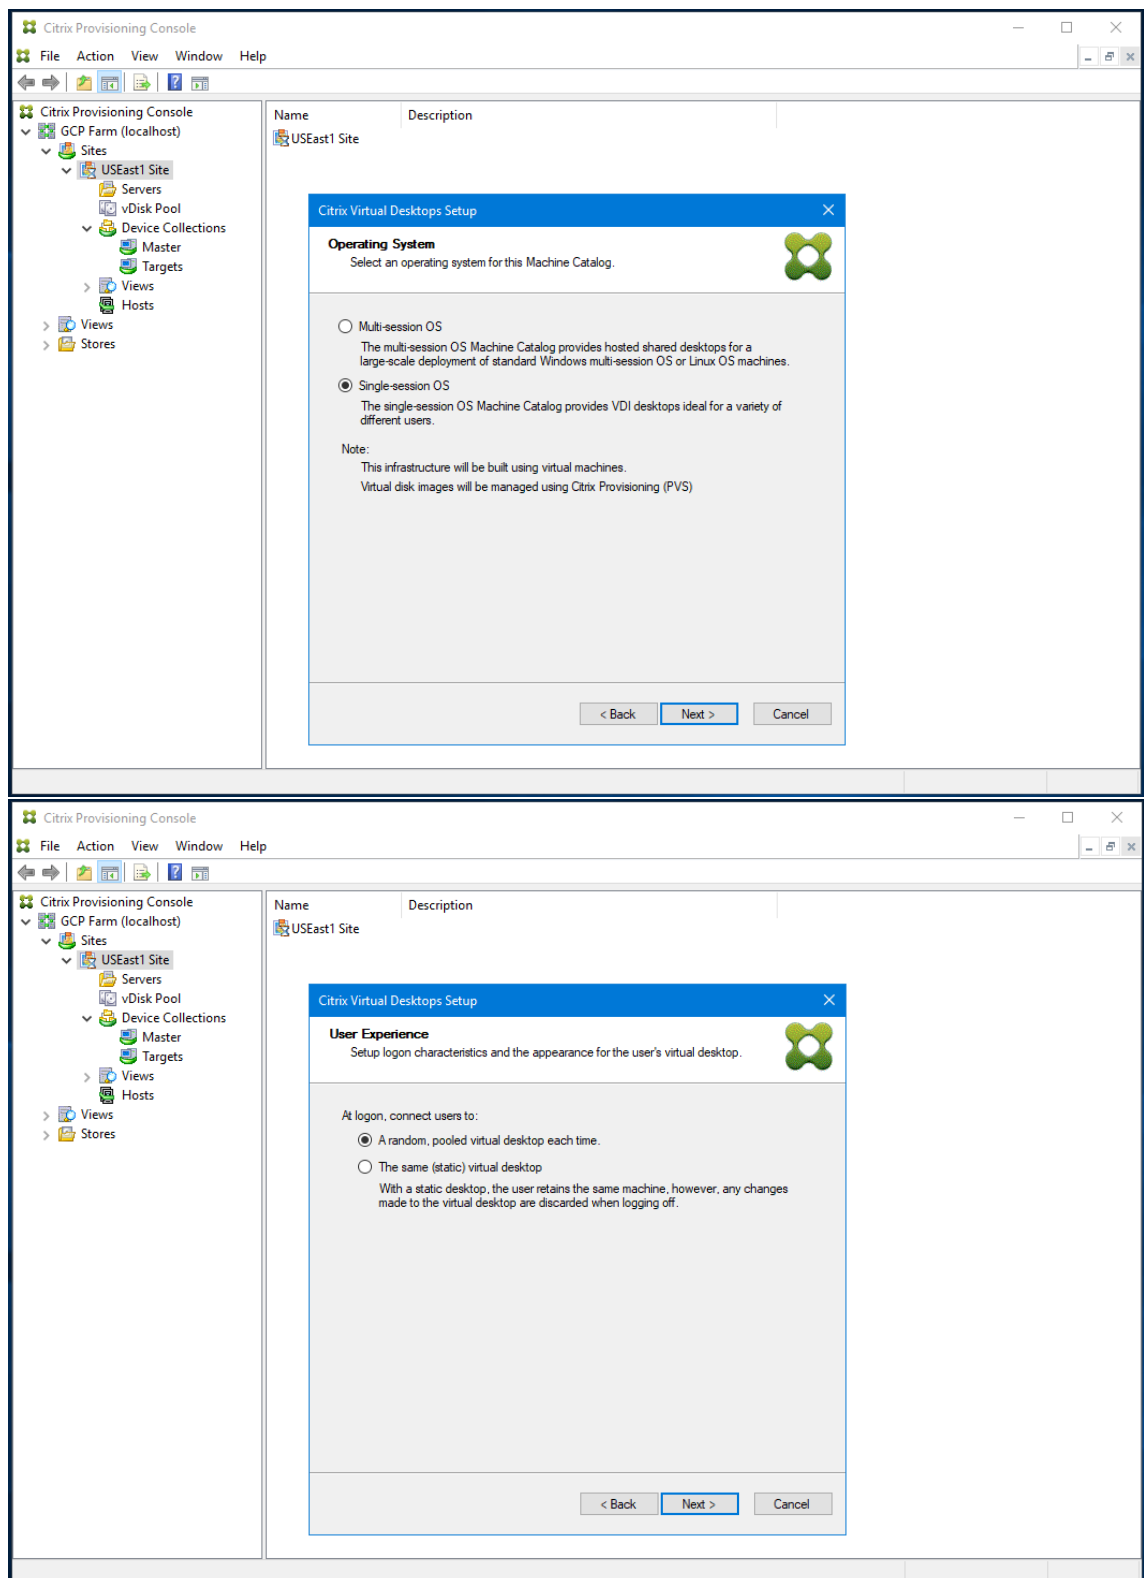 Citrix Provisioning Console
File Action View Window Help
Citrix Provisioning Console
GCP Farm (localhost)
Sites
USEast1 Site
Servers
vDisk Pool
Device Collections
Master
Targets
Views
Hosts
Views
Stores
Name Description
USEast1 Site
Citrix Virtual Desktops Setup
Operating System
Select an operating system for this Machine Catalog.
Multi-session OS
The multi-session OS Machine Catalog provides hosted shared desktops for a
large-scale deployment of standard Windows multi-session OS or Linux OS machines.
Single-session OS
The single-session OS Machine Catalog provides VDI desktops ideal for a variety of
different users.
Note:
This infrastructure will be built using virtual machines.
Virtual disk images will be managed using Citrix Provisioning (PVS)
< Back Next > Cancel
Citrix Provisioning Console
File Action View Window Help
Citrix Provisioning Console
GCP Farm (localhost)
Sites
USEast1 Site
Servers
vDisk Pool
Device Collections
Master
Targets
Views
Hosts
Views
Stores
Name Description
USEast1 Site
Citrix Virtual Desktops Setup
User Experience
Setup logon characteristics and the appearance for the user's virtual desktop.
At logon, connect users to:
A random, pooled virtual desktop each time.
The same (static) virtual desktop
With a static desktop, the user retains the same machine, however, any changes
made to the virtual desktop are discarded when logging off.
< Back Next > Cancel